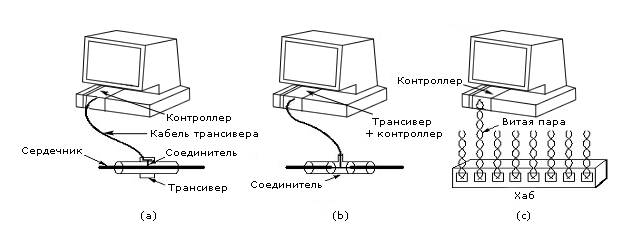 Контроллер
Кабель трансивера
Сердечник
Соединитель
Трансивер
(a)
Трансивер
+ контроллер
Соединитель
(b)
Контроллер
Витая пара
Хаб
(c)